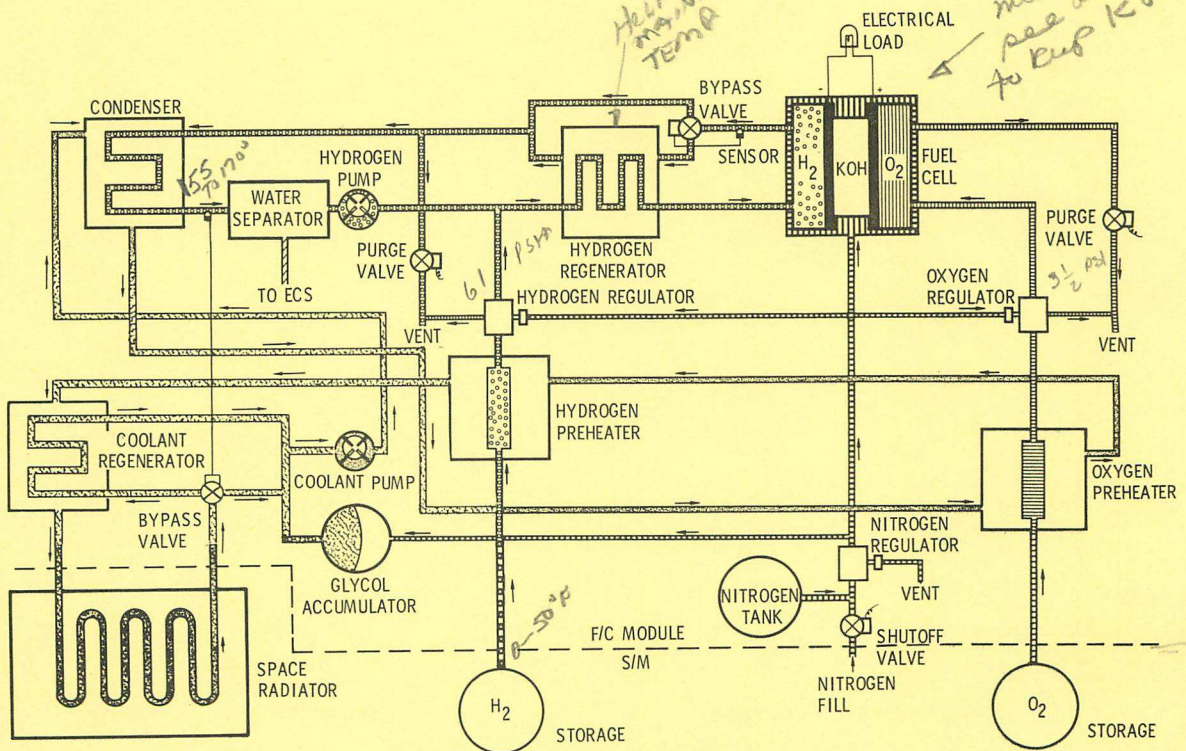 MAIN
TEMP
to keep K
ELECTRICAL
LOAD
- +
CONDENSER
BYPASS
VALVE
155
TO 170°
HYDROGEN
PUMP
SENSOR
H2
KOH
O2
FUEL
CELL
WATER
SEPARATOR
PURGE
VALVE
HYDROGEN
REGENERATOR
PURGE
VALVE
TO ECS
61 PSIA
HYDROGEN REGULATOR
OXYGEN
REGULATOR
3 1/2 PSI
VENT
VENT
HYDROGEN
PREHEATER
COOLANT
REGENERATOR
COOLANT PUMP
OXYGEN
PREHEATER
BYPASS
VALVE
NITROGEN
REGULATOR
GLYCOL
ACCUMULATOR
NITROGEN
TANK
VENT
0-50°F
F/C MODULE
S/M
SHUTOFF
VALVE
SPACE
RADIATOR
NITROGEN
FILL
H2
STORAGE
O2
STORAGE